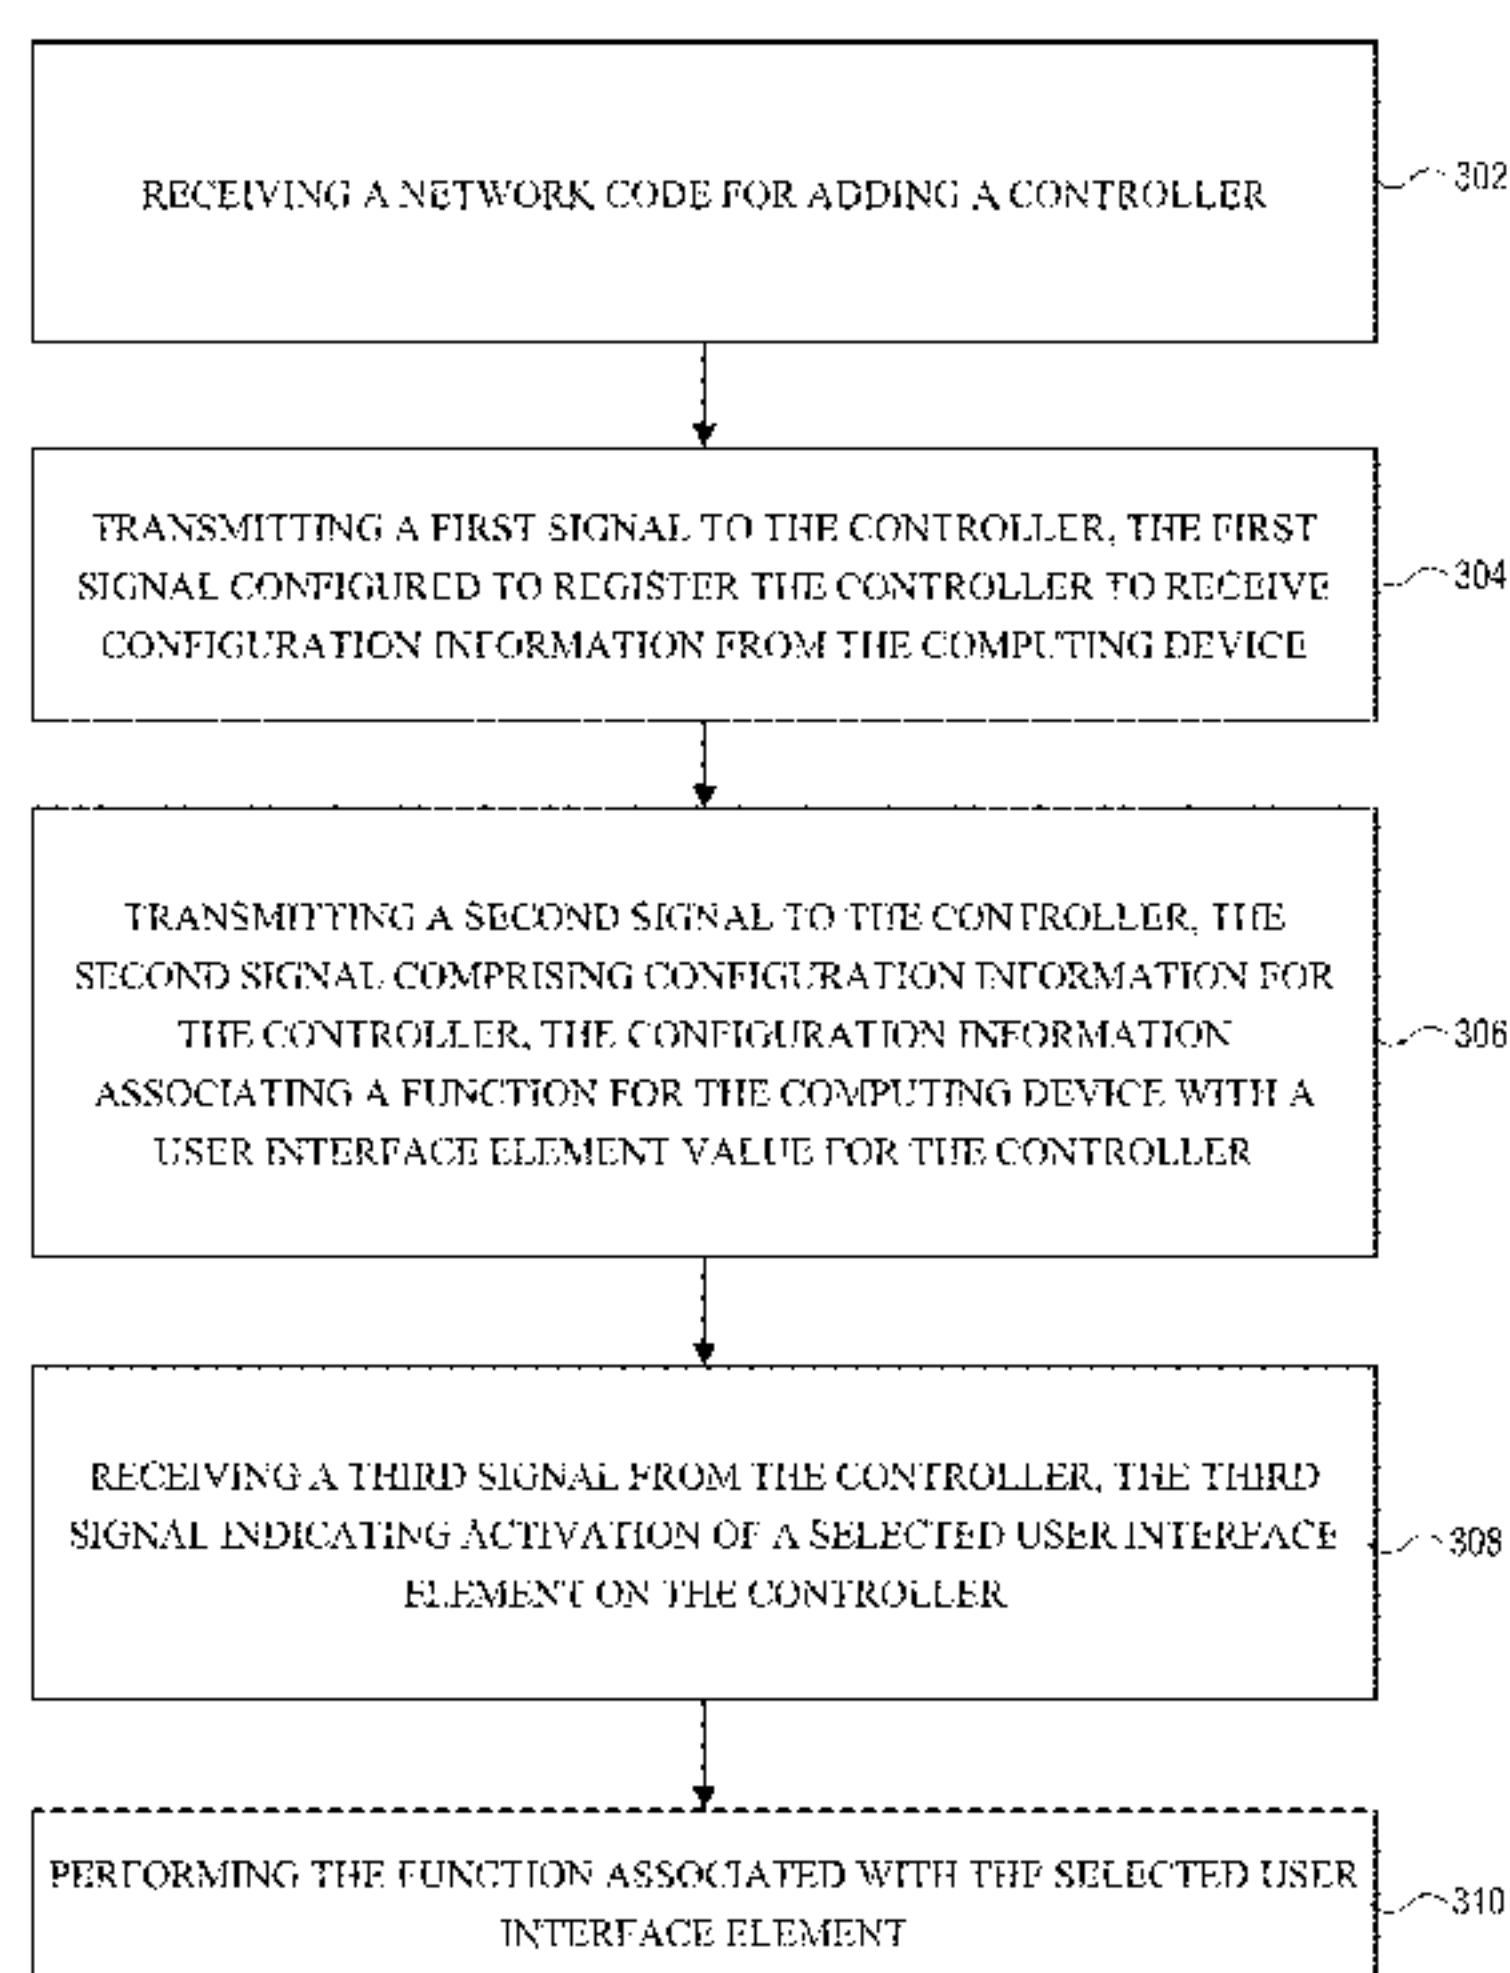 RECEIVING A NETWORK CODE FOR ADDING A CONTROLLER
302
TRANSMITTING A FIRST SIGNAL TO THE CONTROLLER, THE FIRST
SIGNAL CONFIGURED TO REGISTER THE CONTROLLER TO RECEIVE
CONFIGURATION INFORMATION FROM THE COMPUTING DEVICE
304
TRANSMITTING A SECOND SIGNAL TO THE CONTROLLER, THE
SECOND SIGNAL COMPRISING CONFIGURATION INFORMATION FOR
THE CONTROLLER, THE CONFIGURATION INFORMATION
ASSOCIATING A FUNCTION FOR THE COMPUTING DEVICE WITH A
USER INTERFACE ELEMENT VALUE FOR THE CONTROLLER
306
RECEIVING A THIRD SIGNAL FROM THE CONTROLLER, THE THIRD
SIGNAL INDICATING ACTIVATION OF A SELECTED USER INTERFACE
ELEMENT ON THE CONTROLLER
308
PERFORMING THE FUNCTION ASSOCIATED WITH THE SELECTED USER
INTERFACE ELEMENT
310